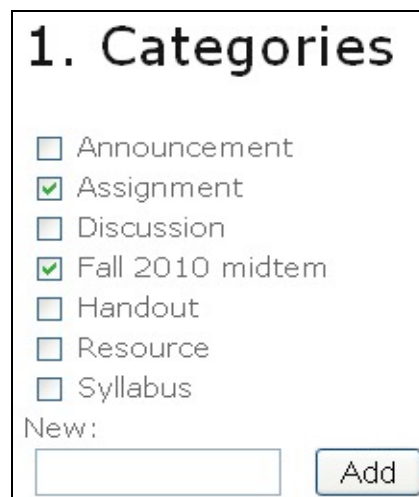 1. Categories
Announcement
Assignment
Discussion
Fall 2010 midtem
Handout
Resource
Syllabus
New:
Add